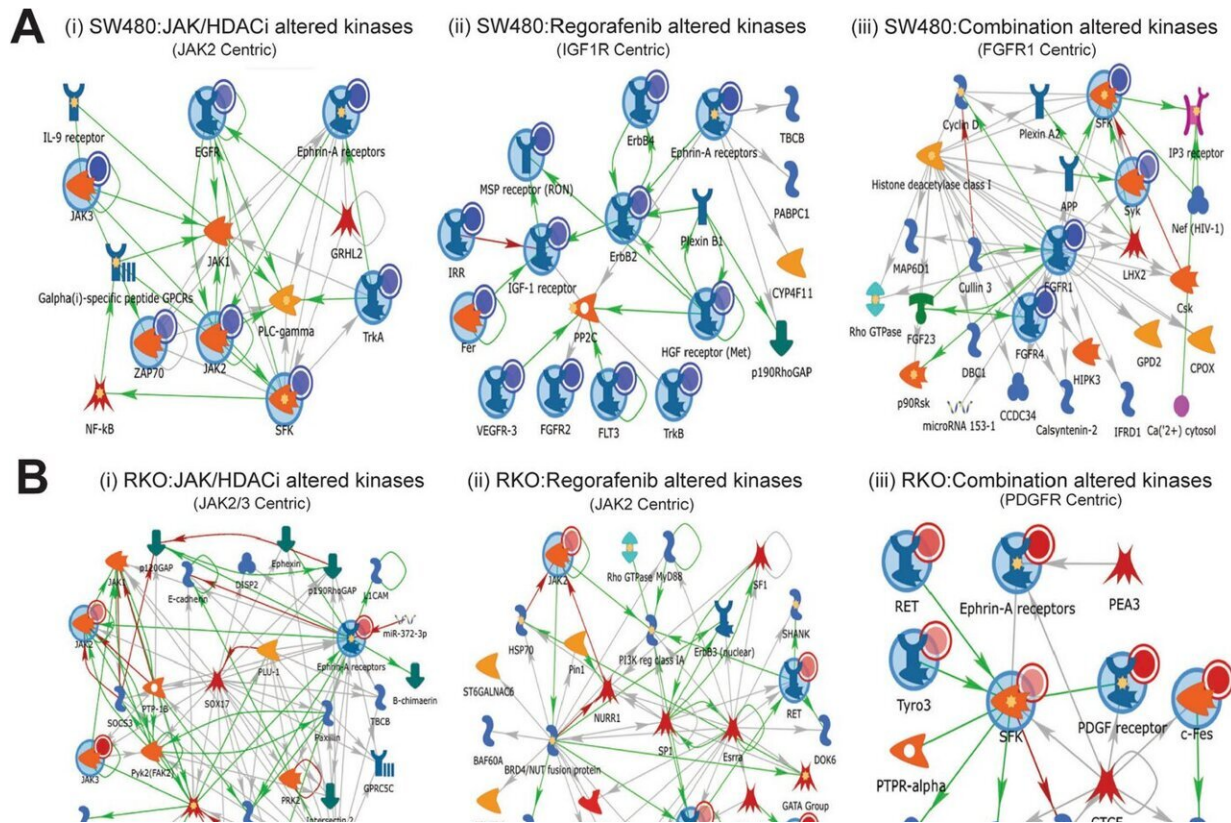 A
(i) SW480:JAK/HDACi altered kinases
(JAK2 Centric)
IL-9 receptor
EGFR
Ephrin-A receptors
JAK3
JAK1
GRHL2
Galpha(i)-specific peptide GPCRs
PLC-gamma
TrkA
ZAP70
JAK2
NF-kB
SFK
(ii) SW480:Regorafenib altered kinases
(IGF1R Centric)
ErbB4
Ephrin-A receptors
TBCB
MSP receptor (RON)
PABPC1
Plexin B1
IRR
IGF-1 receptor
ErbB2
CYP4F11
PP2C
Fer
HGF receptor (Met)
p190RhoGAP
VEGFR-3
FGFR2
FLT3
TrkB
(iii) SW480:Combination altered kinases
(FGFR1 Centric)
Cyclin D
Plexin A2
SFK
IP3 receptor
Histone deacetylase class I
APP
Syk
Nef (HIV-1)
MAP6D1
Cullin 3
FGFR1
LHX2
Csk
Rho GTPase
FGF23
FGFR4
GPD2
CPOX
DBC1
HIPK3
p90Rsk
microRNA 153-1
CCDC34
Calsyntenin-2
IFRD1
Ca('2+) cytosol
B
(i) RKO:JAK/HDACi altered kinases
(JAK2/3 Centric)
JAK1
p120GAP
Ephexin
E-cadherin
DISP2
p190RhoGAP
L1CAM
miR-372-3p
JAK2
Ephrin-A receptors
PLU-1
B-chimaerin
SOX17
PTP-1B
SOCS3
TBCB
Paxillin
JAK3
Pyk2(FAK2)
GPRC5C
PRK2
Intersectin 2
(ii) RKO:Regorafenib altered kinases
(JAK2 Centric)
JAK2
Rho GTPase
MyD88
SF1
HSP70
Pin1
PI3K reg class IA
ErbB3 (nuclear)
SHANK
ST6GALNAC6
NURR1
RET
SP1
Esrra
DOK6
BAF60A
BRD4/NUT fusion protein
GATA Group
(iii) RKO:Combination altered kinases
(PDGFR Centric)
RET
Ephrin-A receptors
PEA3
Tyro3
SFK
PDGF receptor
c-Fes
PTPR-alpha
CTCF